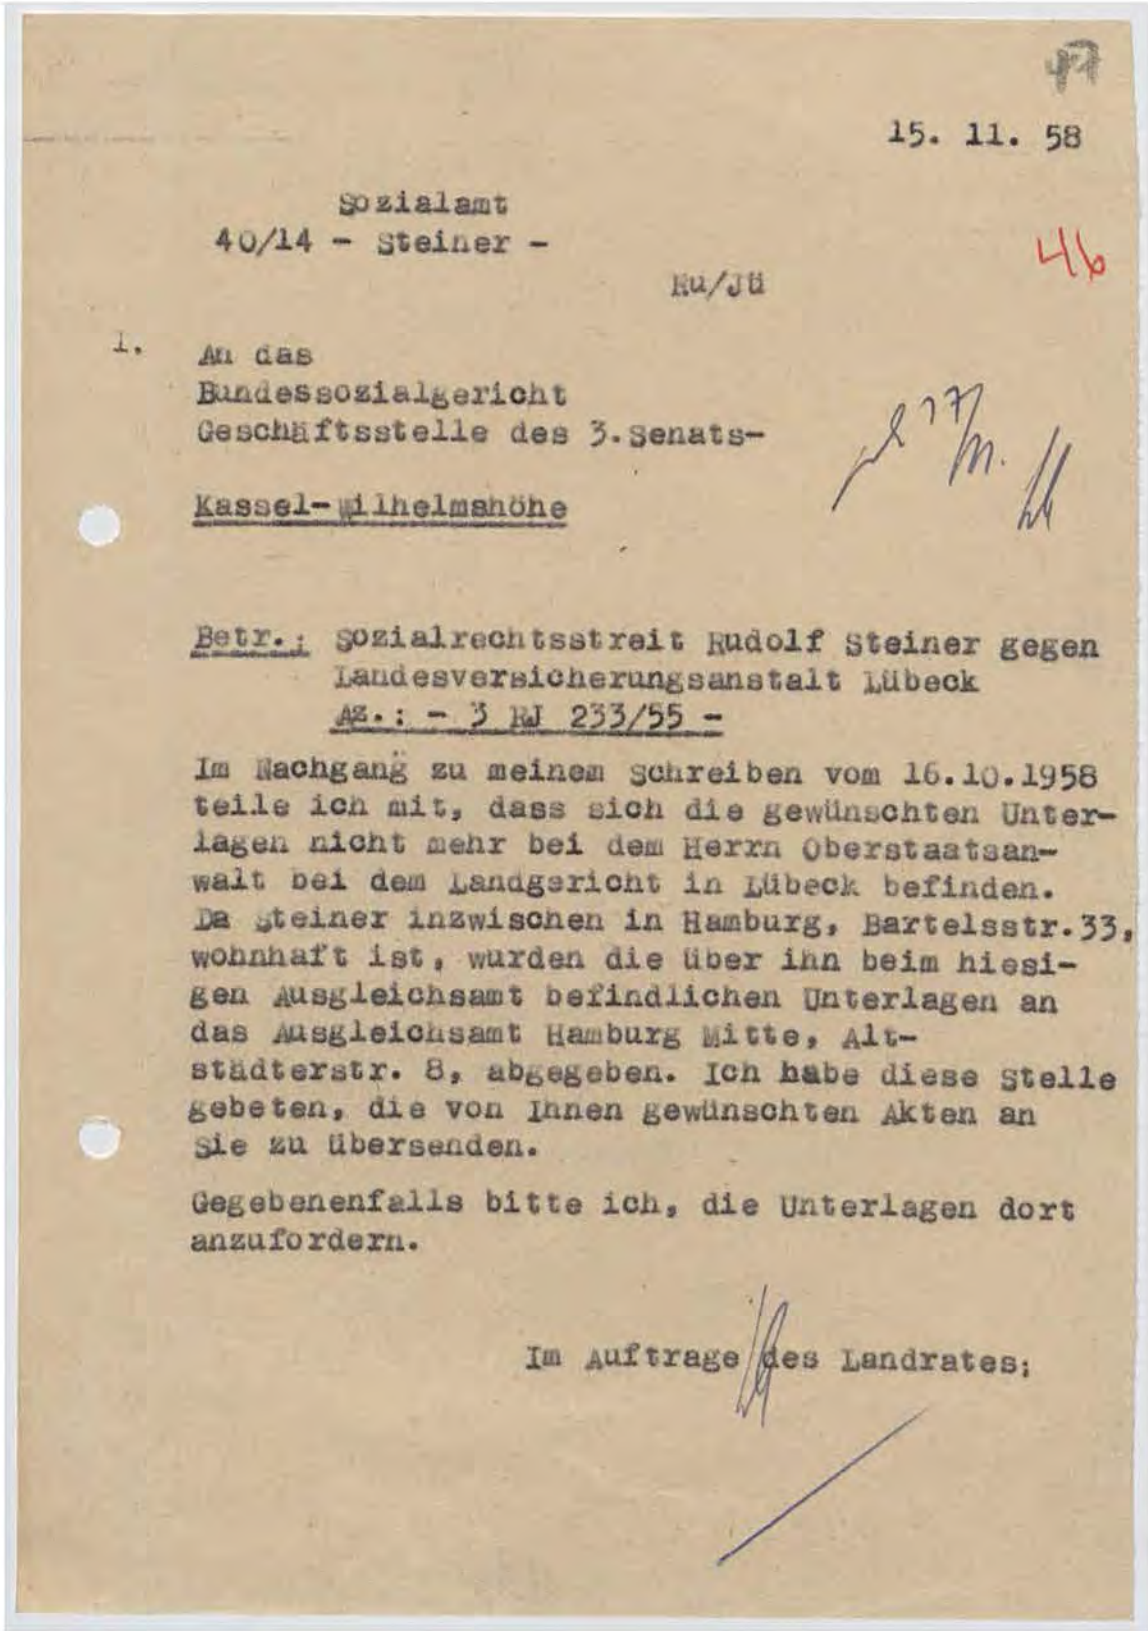 15. 11. 58
Sozialamt
40/14 - Steiner -
46
Ru/Jü
1. An das
Bundessozialgericht
Geschäftsstelle des 3.Senats-
Kassel-Wilhelmshöhe
Betr.: Sozialrechtsstreit Rudolf Steiner gegen
Landesversicherungsanstalt Lübeck
Az.: - 3 RJ 233/55 -
Im Nachgang zu meinem Schreiben vom 16.10.1958
teile ich mit, dass sich die gewünschten Unter-
lagen nicht mehr bei dem Herrn Oberstaatsan-
walt bei dem Landgericht in Lübeck befinden.
Da Steiner inzwischen in Hamburg, Bartelsstr.33,
wohnhaft ist, wurden die über ihn beim hiesi-
gen Ausgleichsamt befindlichen Unterlagen an
das Ausgleichsamt Hamburg Mitte, Alt-
städterstr. 8, abgegeben. Ich habe diese Stelle
gebeten, die von Ihnen gewünschten Akten an
Sie zu übersenden.
Gegebenenfalls bitte ich, die Unterlagen dort
anzufordern.
Im Auftrage des Landrates: